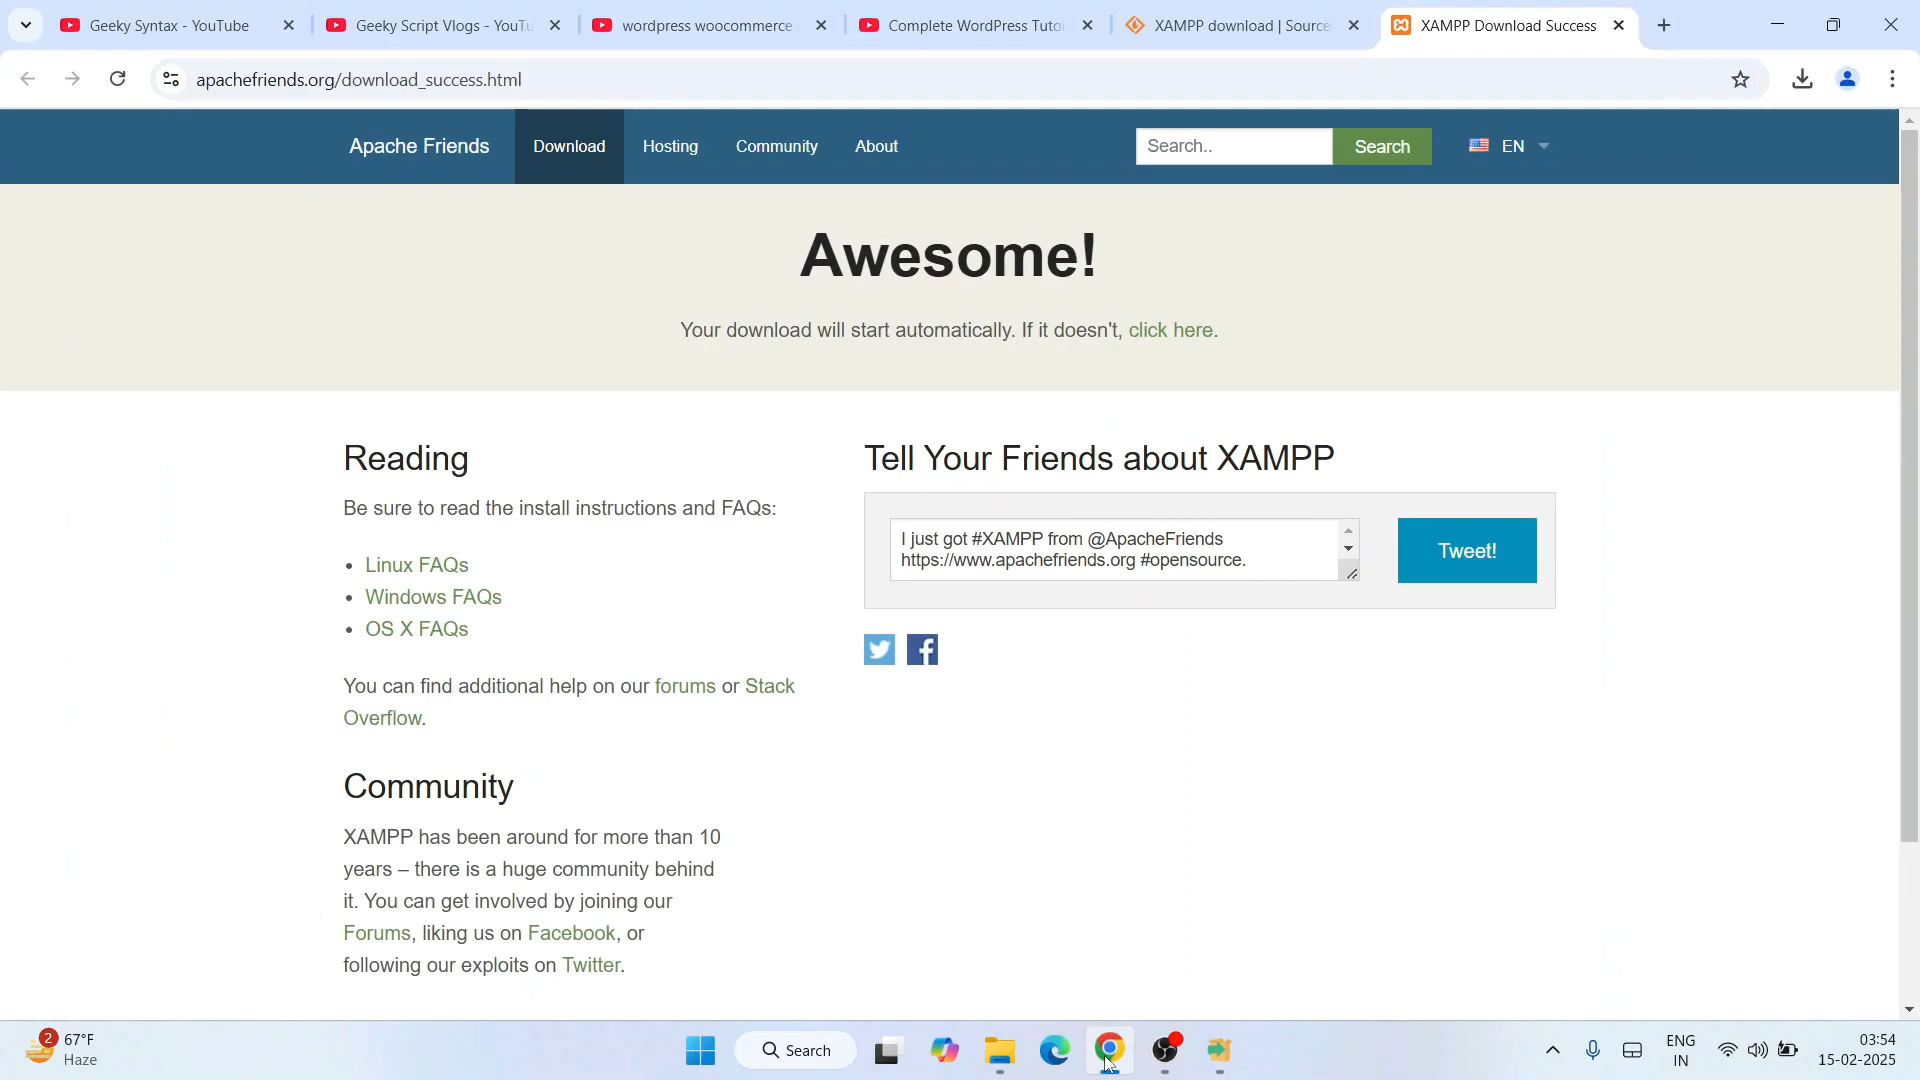 Geeky Syntax - YouTube
Geeky Script Vlogs - YouTu
wordpress woocommerce
Complete WordPress Tutor
XAMPP download | Source
XAMPP Download Success
apachefriends.org/download_success.html
Apache Friends
Download
Hosting
Community
About
Search..
Search
EN
Awesome!
Your download will start automatically. If it doesn't, click here.
Reading
Be sure to read the install instructions and FAQs:
• Linux FAQs
• Windows FAQs
• OS X FAQs
You can find additional help on our forums or Stack
Overflow.
Community
XAMPP has been around for more than 10
years – there is a huge community behind
it. You can get involved by joining our
Forums, liking us on Facebook, or
following our exploits on Twitter.
Tell Your Friends about XAMPP
I just got #XAMPP from @ApacheFriends
https://www.apachefriends.org #opensource.
Tweet!
2
67°F
Haze
Search
ENG
IN
03:54
15-02-2025